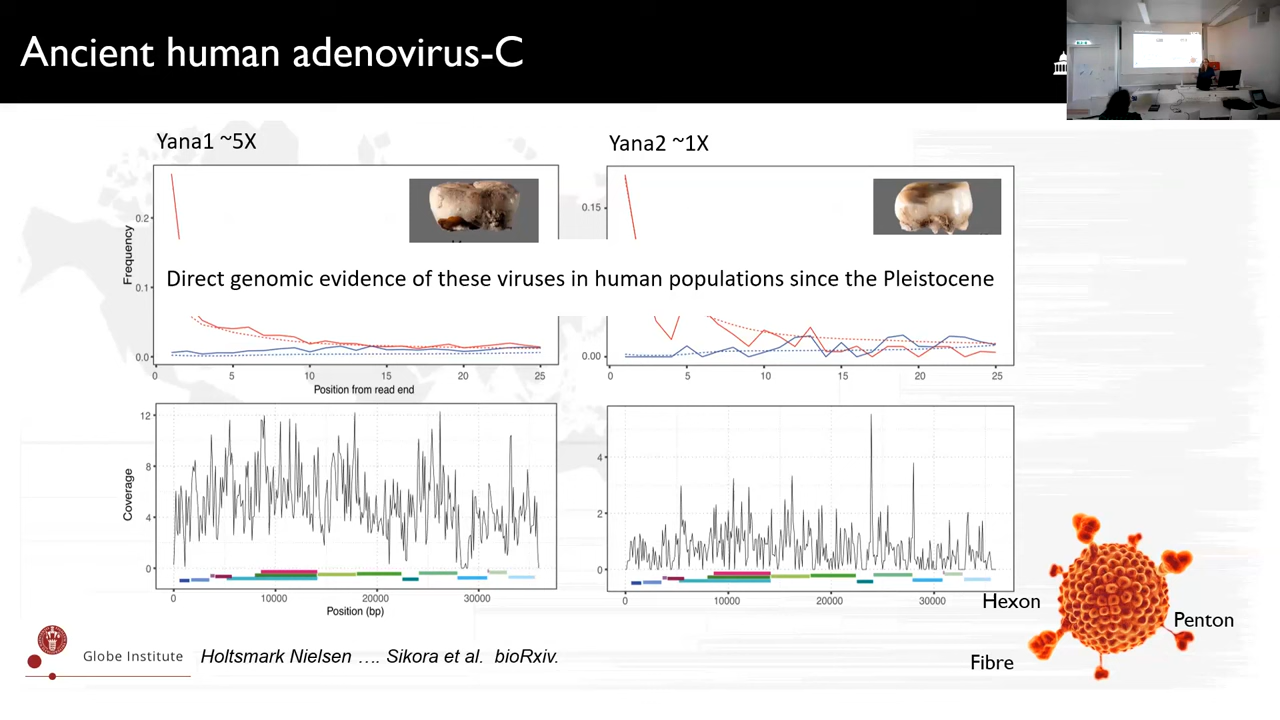 Ancient human adenovirus-C
Yana1 ~5X
Yana2 ~1X
Frequency
0.2
0.1
0.0
0.15
0.00
Direct genomic evidence of these viruses in human populations since the Pleistocene
0 5 10 15 20 25
Position from read end
0 5 10 15 20 25
Coverage
12
8
4
0
0 10000 20000 30000
Position (bp)
4
2
0
0 10000 20000 30000
Hexon
Penton
Fibre
Globe Institute
Holtsmark Nielsen …. Sikora et al. bioRxiv.